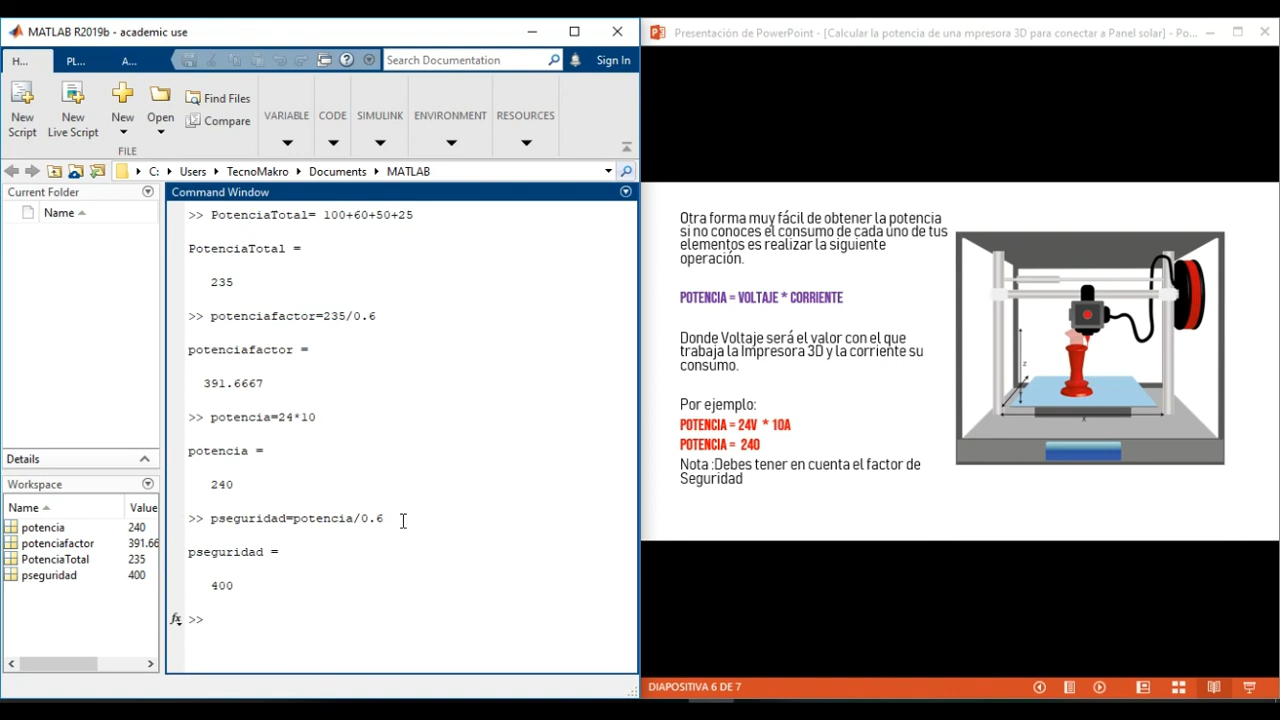 MATLAB R2019b - academic use
H...
PL...
A...
Search Documentation
Sign In
New Script
New Live Script
New
Open
Find Files
Compare
FILE
VARIABLE
CODE
SIMULINK
ENVIRONMENT
RESOURCES
C:
Users
TecnoMakro
Documents
MATLAB
Current Folder
Name
Details
Workspace
Name
Value
potencia 240
potenciafactor 391.66
PotenciaTotal 235
pseguridad 400
Command Window
>> PotenciaTotal= 100+60+50+25
PotenciaTotal =
235
>> potenciafactor=235/0.6
potenciafactor =
391.6667
>> potencia=24*10
potencia =
240
>> pseguridad=potencia/0.6
pseguridad =
400
fx >>
Presentación de PowerPoint - [Calcular la potencia de una mpresora 3D para conectar a Panel solar] - Po...
Otra forma muy fácil de obtener la potencia
si no conoces el consumo de cada uno de tus
elementos es realizar la siguiente
operación.
POTENCIA = VOLTAJE * CORRIENTE
Donde Voltaje será el valor con el que
trabaja la Impresora 3D y la corriente su
consumo.
Por ejemplo:
POTENCIA = 24V * 10A
POTENCIA = 240
Nota :Debes tener en cuenta el factor de
Seguridad
Z
X
DIAPOSITIVA 6 DE 7